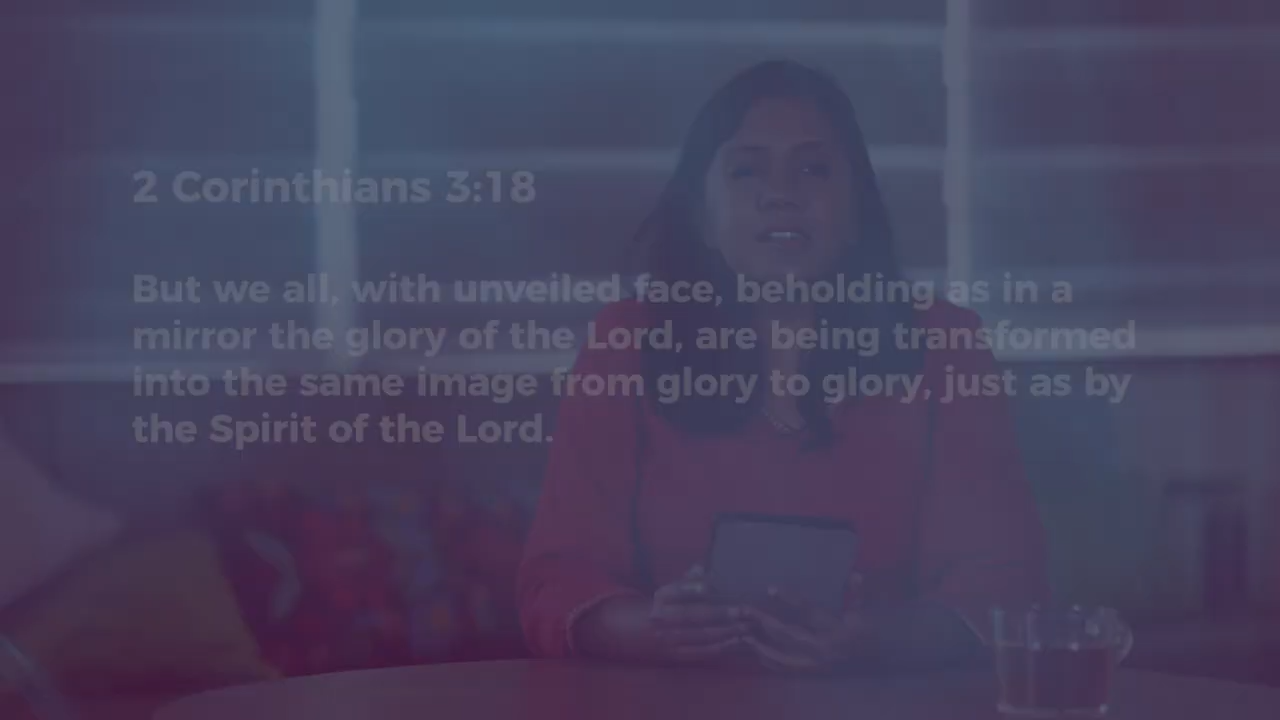 2 Corinthians 3:18
But we all, with unveiled face, beholding as in a
mirror the glory of the Lord, are being transformed
into the same image from glory to glory, just as by
the Spirit of the Lord.